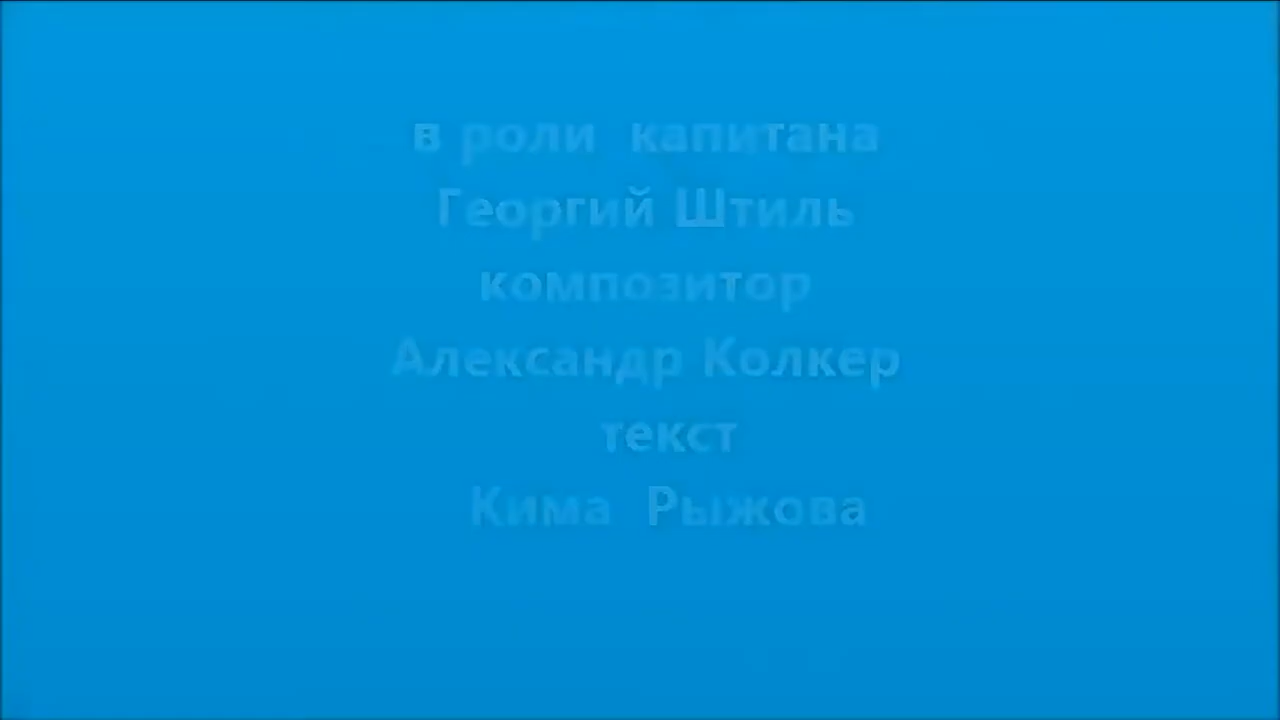 в роли капитана
Георгий Штиль
композитор
Александр Колкер
текст
Кима Рыжова